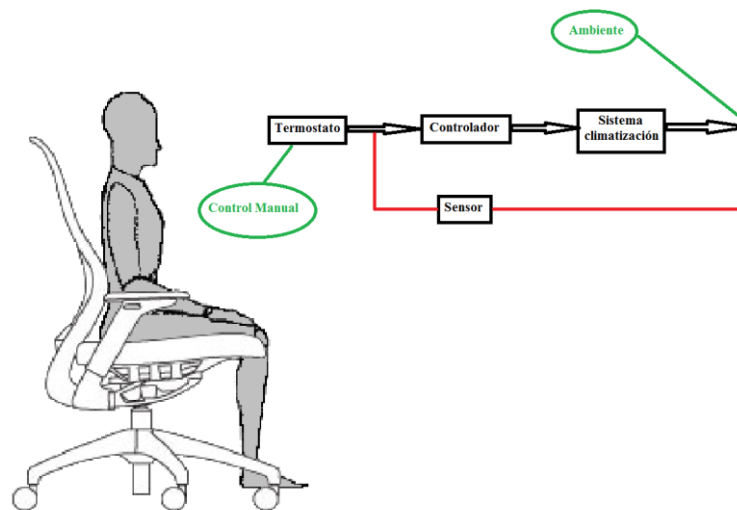 Ambiente
Termostato
Controlador
Sistema
climatización
Control Manual
Sensor